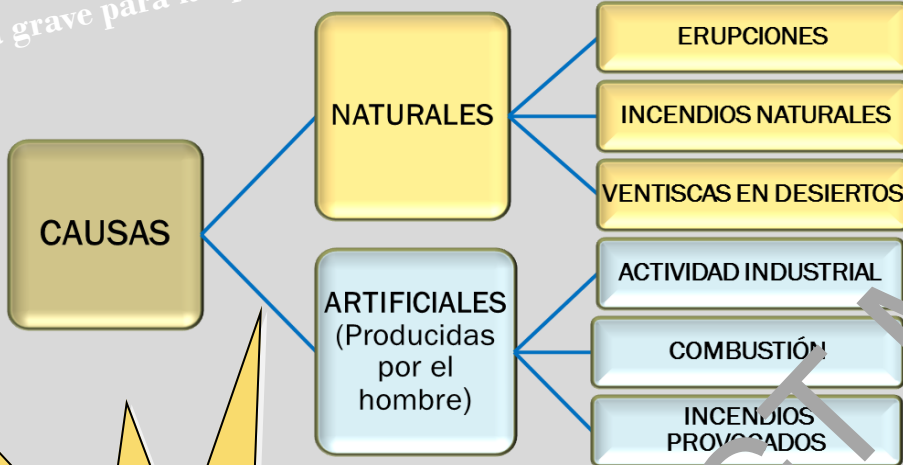 grave para
CAUSAS
NATURALES
ERUPCIONES
INCENDIOS NATURALES
VENTISCAS EN DESIERTOS
ARTIFICIALES
(Producidas
por el
hombre)
ACTIVIDAD INDUSTRIAL
COMBUSTIÓN
INCENDIOS
PROVOCADOS